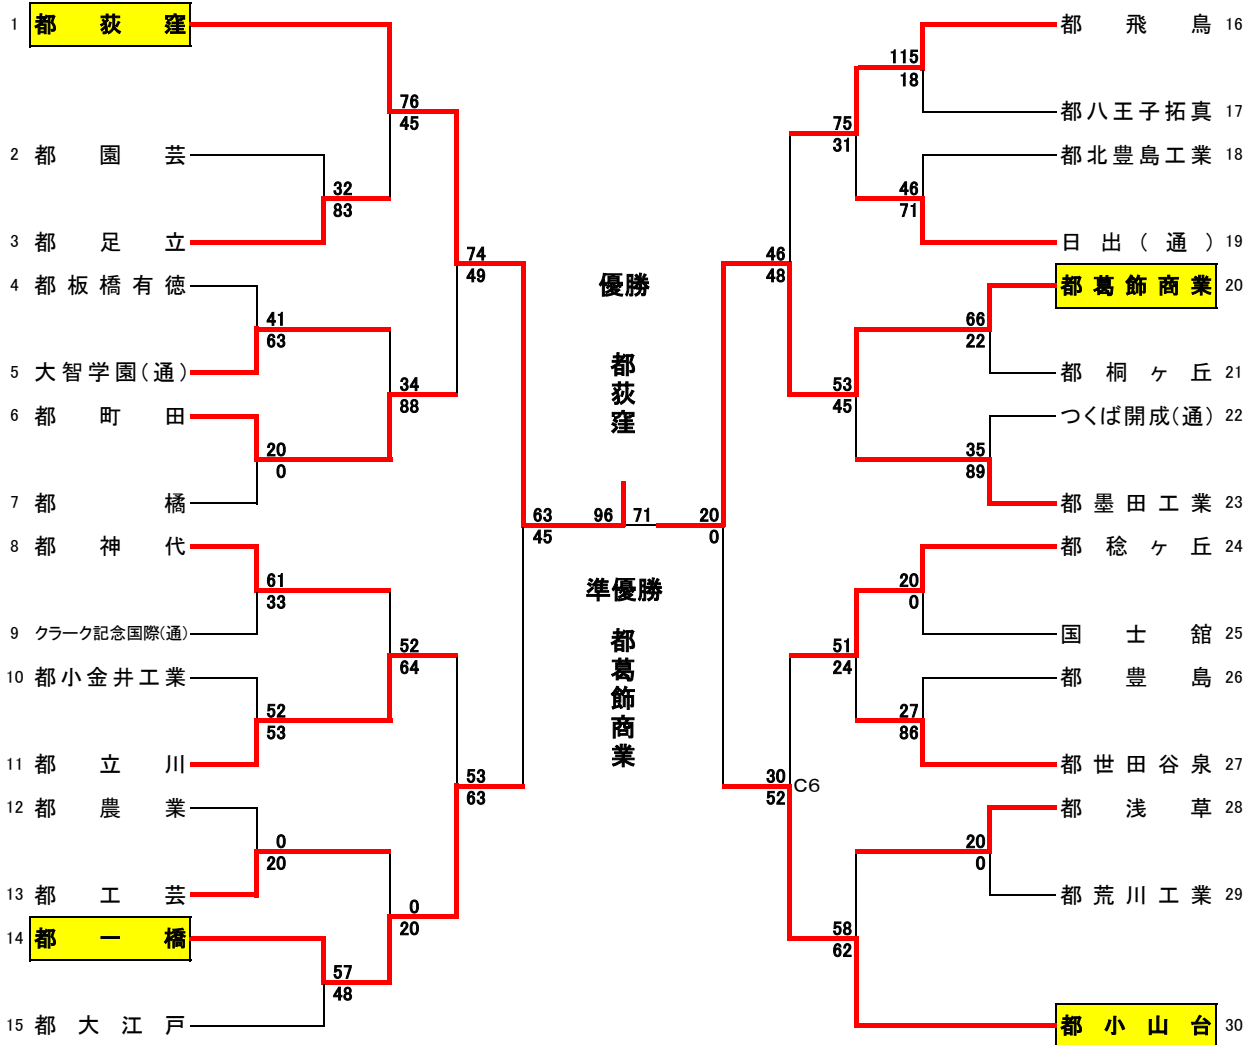 1 都荻窪
2 都園芸
3 都足立
4 都板橋有徳
5 大智学園(通)
6 都町田
7 都橘
8 都神代
9 クラーク記念国際(通)
10 都小金井工業
11 都立川
12 都農業
13 都工芸
14 都一橋
15 都大江戸
76
45
32
83
74
49
41
63
34
88
20
0
63
45
61
33
52
64
52
53
53
63
0
20
0
20
57
48
優勝
都荻窪
96 71
準優勝
都葛飾商業
115
18
75
31
46
71
46
48
66
22
53
45
35
89
20
0
20
0
51
24
27
86
30
52
C6
20
0
58
62
都飛鳥 16
都八王子拓真 17
都北豊島工業 18
日出(通) 19
都葛飾商業 20
都桐ヶ丘 21
つくば開成(通) 22
都墨田工業 23
都稔ヶ丘 24
国士舘 25
都豊島 26
都世田谷泉 27
都浅草 28
都荒川工業 29
都小山台 30